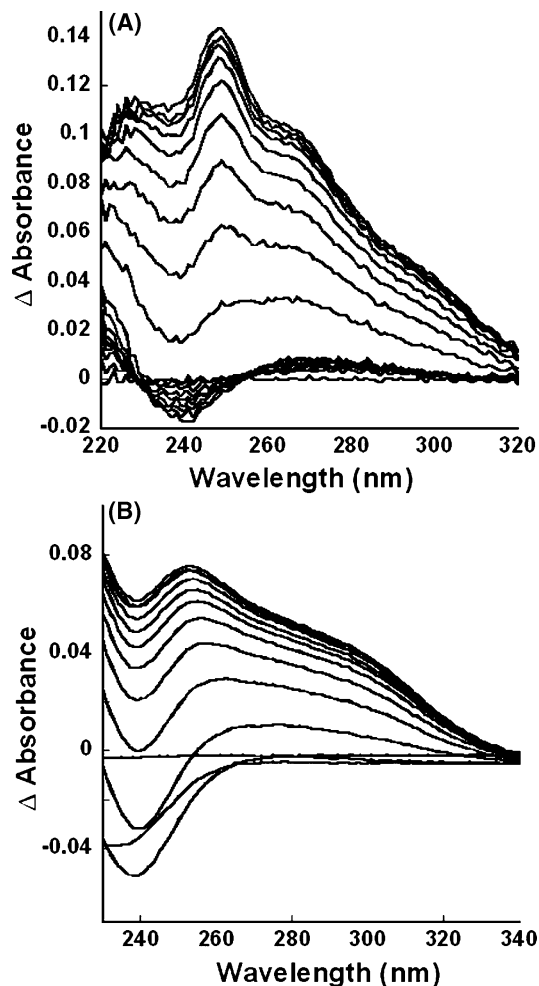 (A)
0.14
0.12
0.1
0.08
0.06
0.04
0.02
0
-0.02
Δ Absorbance
220 240 260 280 300 320
Wavelength (nm)
(B)
0.08
0.04
0
-0.04
Δ Absorbance
240 260 280 300 320 340
Wavelength (nm)